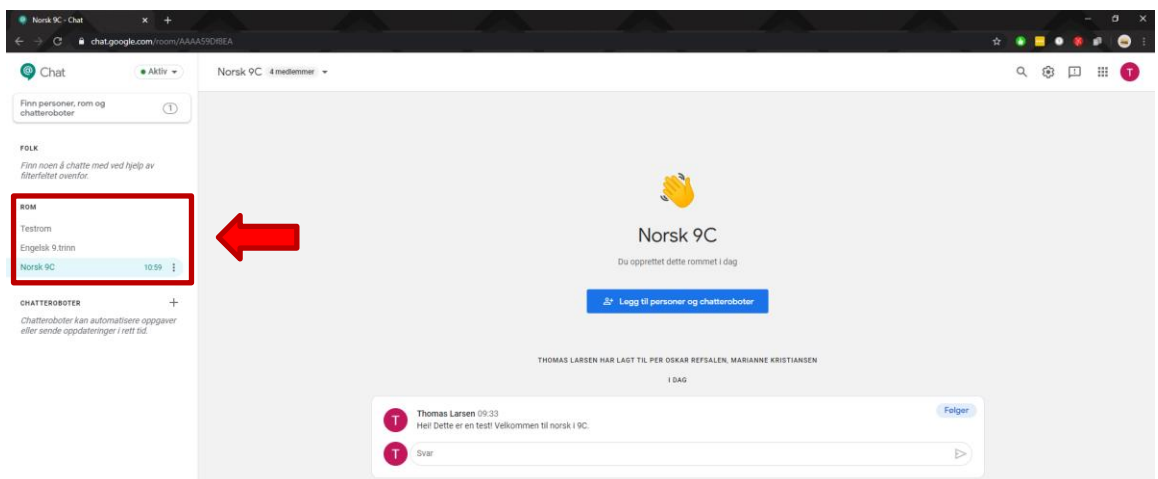 Norsk 9C - Chat
chat.google.com/room/AAAAS9DfBEA
Chat
Aktiv
Norsk 9C 4 medlemmer
T
Finn personer, rom og
chatteroboter
1
FOLK
Finn noen å chatte med ved hjelp av
filterfeltet ovenfor.
ROM
Testrom
Engelsk 9.trinn
Norsk 9C 10:59
CHATTEROBOTER
Chatteroboter kan automatisere oppgaver
eller sende oppdateringer i rett tid.
Norsk 9C
Du opprettet dette rommet i dag
Legg til personer og chatteroboter
THOMAS LARSEN HAR LAGT TIL PER OSKAR REFSALEN, MARIANNE KRISTIANSEN
I DAG
T
Thomas Larsen 09:33
Følger
Hei! Dette er en test! Velkommen til norsk i 9C.
T
Svar